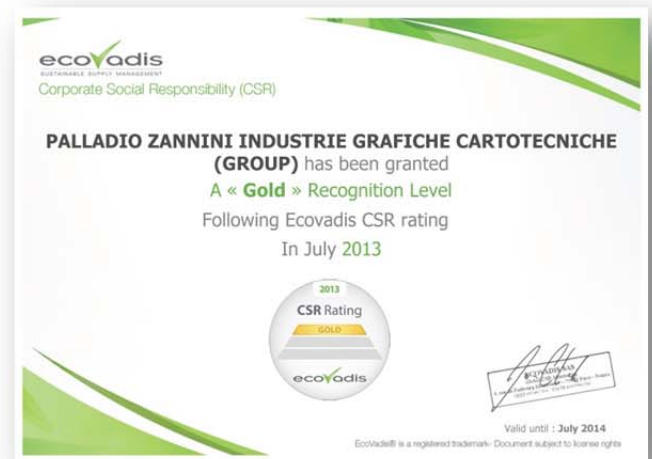 ecoVadis
SUSTAINABLE SUPPLY MANAGEMENT
Corporate Social Responsibility (CSR)
PALLADIO ZANNINI INDUSTRIE GRAFICHE CARTOTECNICHE
(GROUP) has been granted
A « Gold » Recognition Level
Following Ecovadis CSR rating
In July 2013
2013
CSR Rating
GOLD
ecoVadis
ECOVADIS SAS
Valid until : July 2014
EcoVadis® is a registered trademark- Document subject to license rights